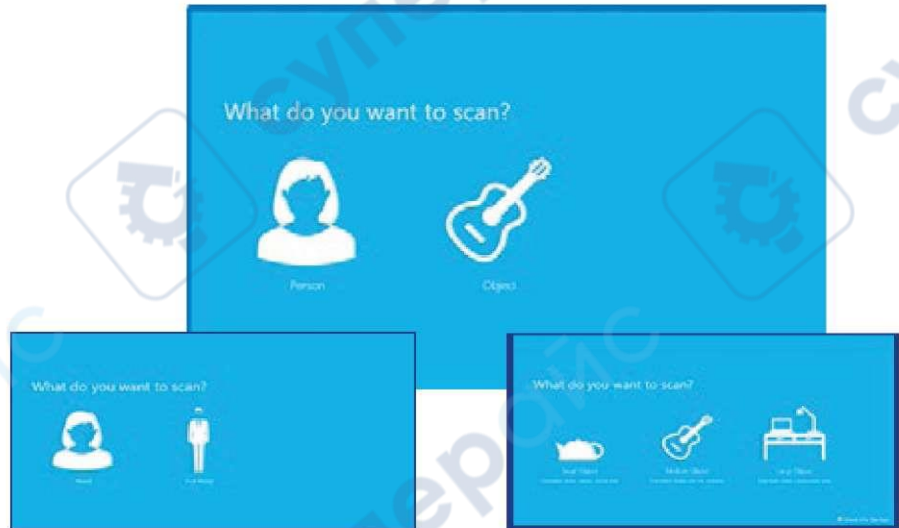 What do you want to scan?
Person
Object
What do you want to scan?
Head
Full Body
What do you want to scan?
Small Object
Medium Object
Large Object
суперайс